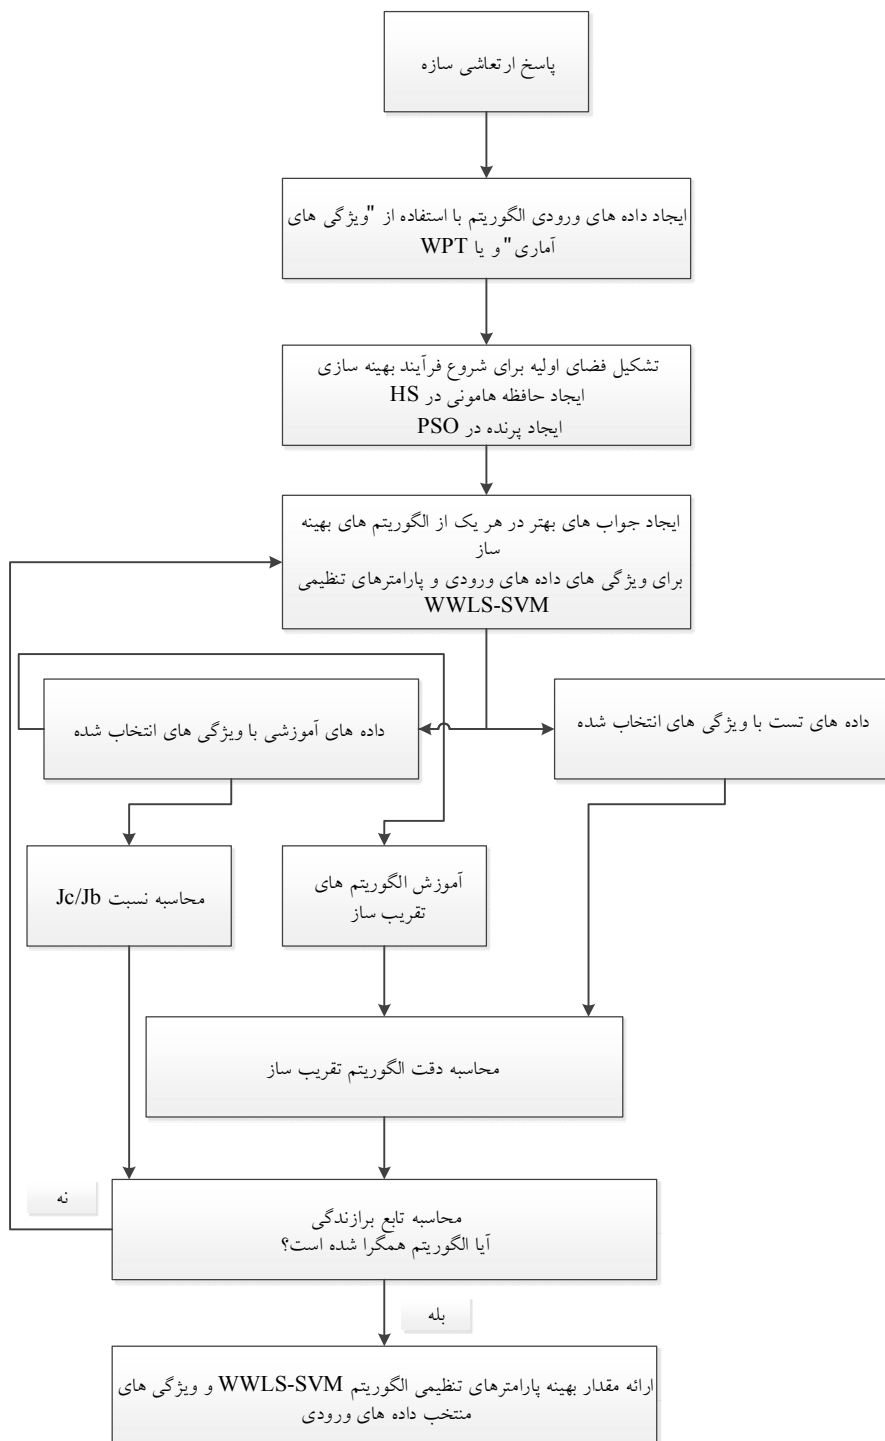 پاسخ ارتعاشی سازه
ایجاد داده های ورودی الگوریتم با استفاده از "ویژگی های
آماری" و یا WPT
تشکیل فضای اولیه برای شروع فرآیند بهینه سازی
ایجاد حافظه هامونی در HS
ایجاد پرنده در PSO
ایجاد جواب های بهتر در هر یک از الگوریتم های بهینه
ساز
برای ویژگی های داده های ورودی و پارامترهای تنظیمی
WWLS-SVM
داده های تست با ویژگی های انتخاب شده
داده های آموزشی با ویژگی های انتخاب شده
آموزش الگوریتم های
تقریب ساز
محاسبه نسبت Jc/Jb
محاسبه دقت الگوریتم تقریب ساز
نه
محاسبه تابع برازندگی
آیا الگوریتم همگرا شده است؟
بله
ارائه مقدار بهینه پارامترهای تنظیمی الگوریتم WWLS-SVM و ویژگی های
منتخب داده های ورودی